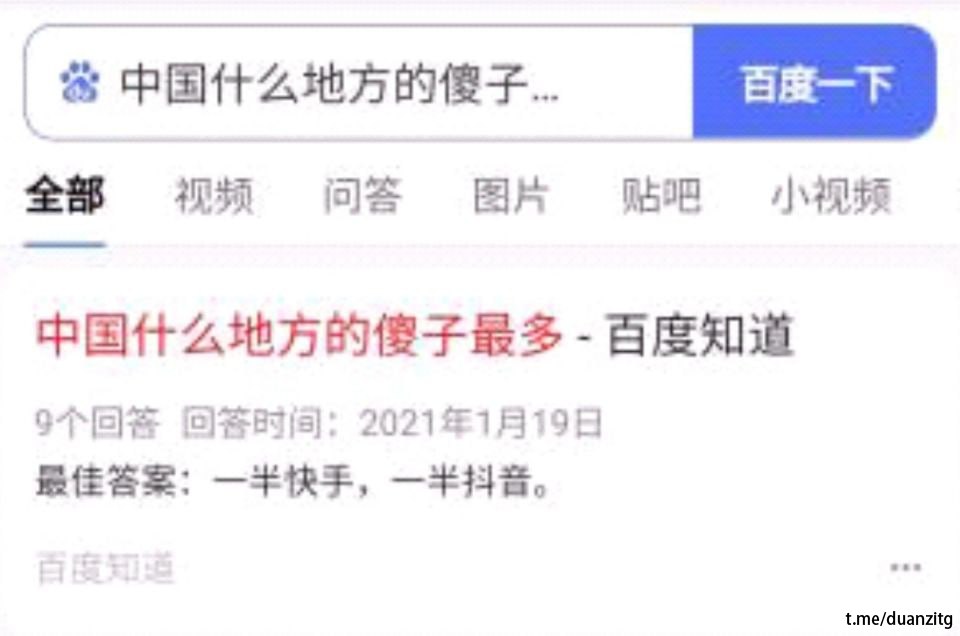 中国什么地方的傻子... 百度一下
全部 视频 问答 图片 贴吧 小视频
中国什么地方的傻子最多 - 百度知道
9个回答 回答时间：2021年1月19日
最佳答案：一半快手，一半抖音。
百度知道 ...
t.me/duanzitg